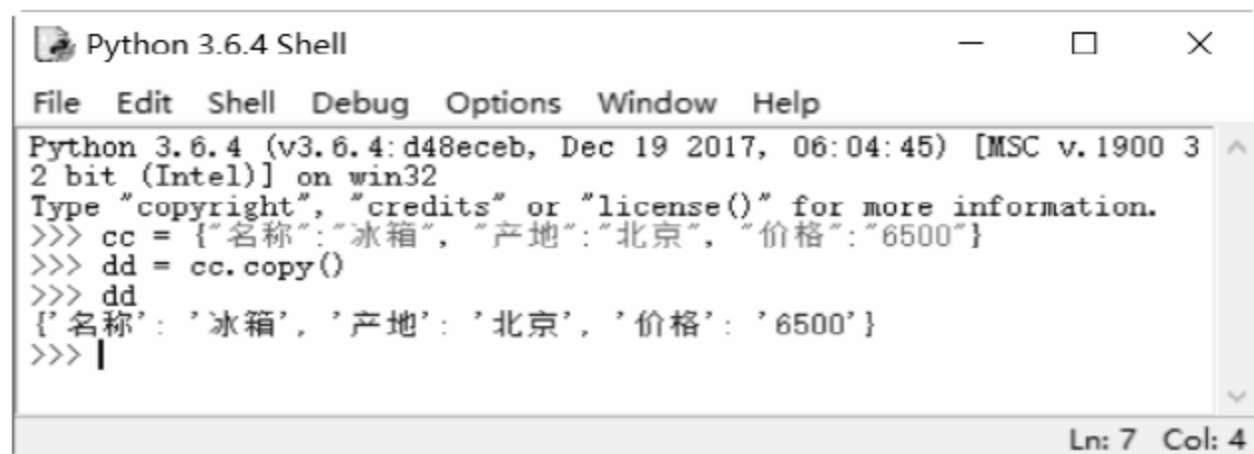 Python 3.6.4 Shell
File Edit Shell Debug Options Window Help
Python 3.6.4 (v3.6.4:d48eceb, Dec 19 2017, 06:04:45) [MSC v.1900 3
2 bit (Intel)] on win32
Type "copyright", "credits" or "license()" for more information.
>>> cc = {"名称":"冰箱", "产地":"北京", "价格":"6500"}
>>> dd = cc.copy()
>>> dd
{'名称': '冰箱', '产地': '北京', '价格': '6500'}
>>>
Ln: 7 Col: 4